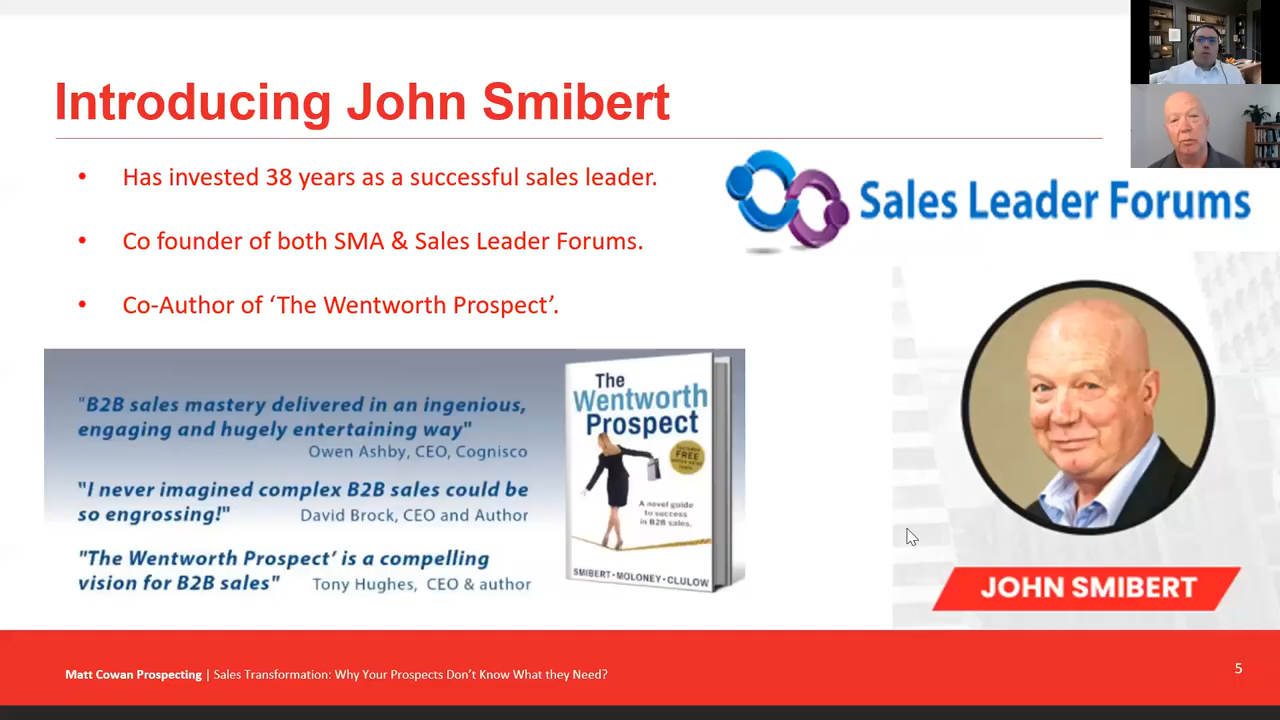 Introducing John Smibert
• Has invested 38 years as a successful sales leader.
• Co founder of both SMA & Sales Leader Forums.
• Co-Author of ‘The Wentworth Prospect’.
Sales Leader Forums
"B2B sales mastery delivered in an ingenious,
engaging and hugely entertaining way"
Owen Ashby, CEO, Cognisco
"I never imagined complex B2B sales could be
so engrossing!" David Brock, CEO and Author
"The Wentworth Prospect’ is a compelling
vision for B2B sales" Tony Hughes, CEO & author
The
Wentworth
Prospect
FREE
A novel guide
to success
in B2B sales.
SMIBERT • MOLONEY • CLULOW
JOHN SMIBERT
Matt Cowan Prospecting | Sales Transformation: Why Your Prospects Don’t Know What they Need?
5